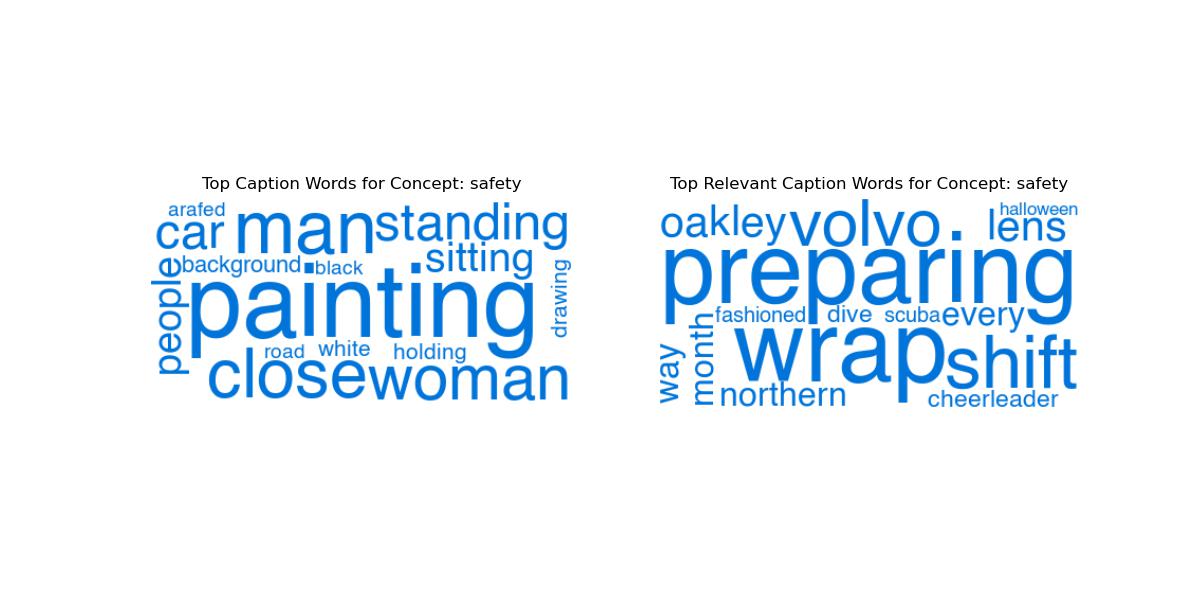 Top Caption Words for Concept: safety
arafed
car man standing
background black sitting
people painting drawing
road white holding
close woman
Top Relevant Caption Words for Concept: safety
halloween
oakley volvo lens
preparing
fashioned dive scuba every
way month wrap shift
northern cheerleader